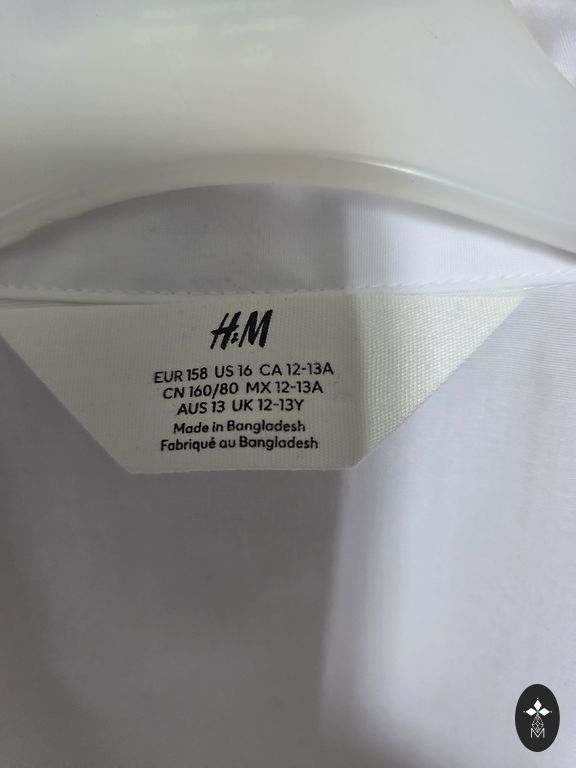 H&M
EUR 158 US 16 CA 12-13A
CN 160/80 MX 12-13A
AUS 13 UK 12-13Y
Made in Bangladesh
Fabriqué au Bangladesh
M